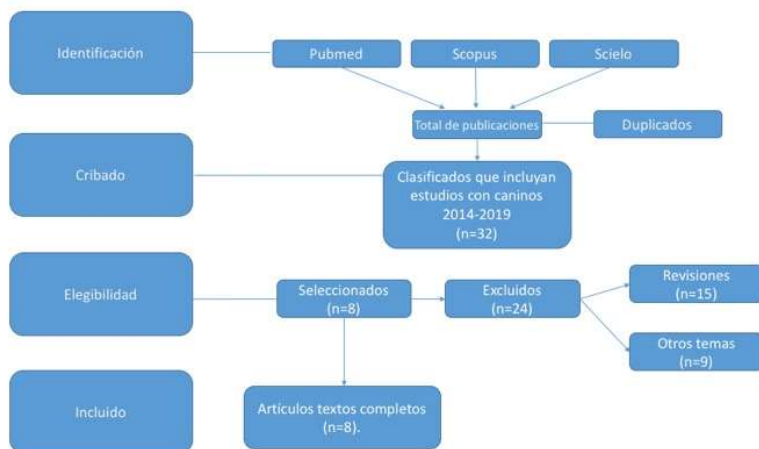 Identificación
Pubmed
Scopus
Scielo
Total de publicaciones
Duplicados
Cribado
Clasificados que incluyan
estudios con caninos
2014-2019
(n=32)
Elegibilidad
Seleccionados
(n=8)
Excluidos
(n=24)
Revisiones
(n=15)
Otros temas
(n=9)
Incluido
Artículos textos completos
(n=8).